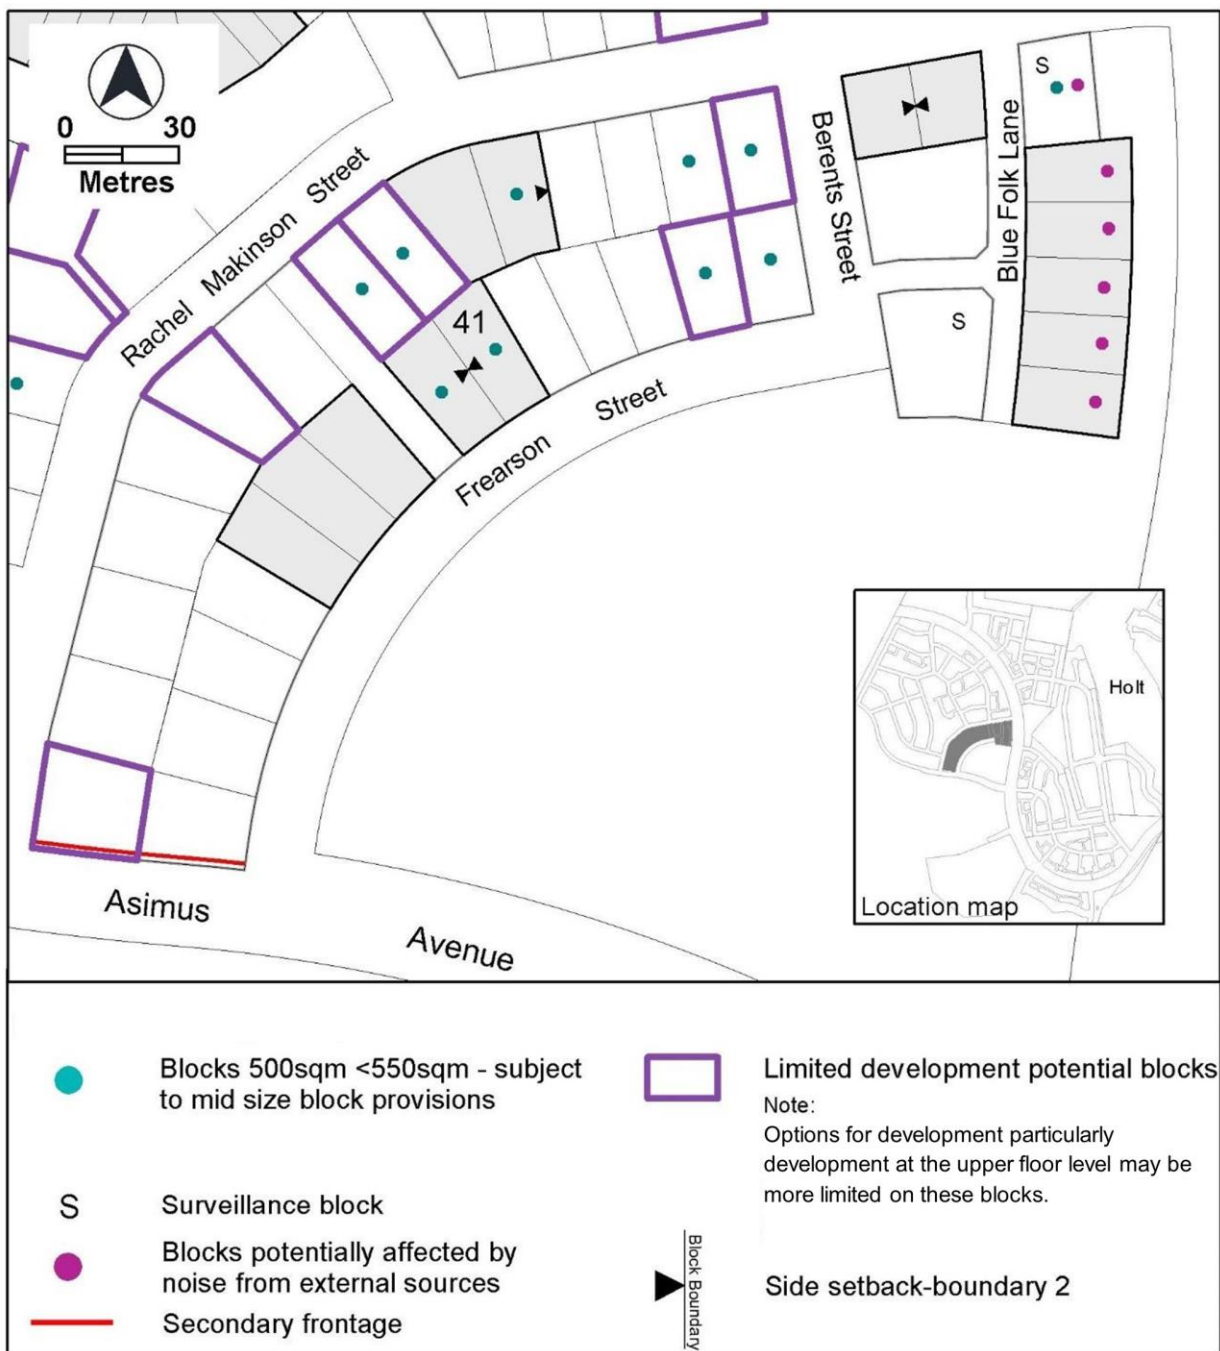 0 30
Metres
Rachel Makinson Street
Berents Street
Blue Folk Lane
S
41
S
Frearson Street
Holt
Location map
Asimus Avenue
Blocks 500sqm <550sqm - subject
to mid size block provisions
S Surveillance block
Blocks potentially affected by
noise from external sources
Secondary frontage
Limited development potential blocks
Note:
Options for development particularly
development at the upper floor level may be
more limited on these blocks.
Block Boundary
Side setback-boundary 2